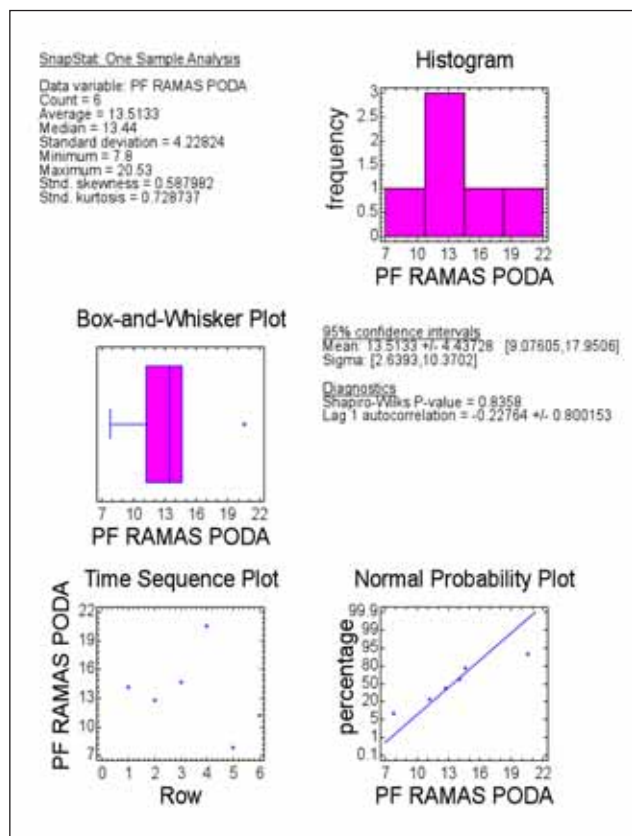 SnapStat: One Sample Analysis
Data variable: PF RAMAS PODA
Count = 6
Average = 13.5133
Median = 13.44
Standard deviation = 4.22824
Minimum = 7.8
Maximum = 20.53
Stnd. skewness = 0.587982
Stnd. kurtosis = 0.728737
Histogram
frequency
3
2.5
2
1.5
1
0.5
0
7 10 13 16 19 22
PF RAMAS PODA
Box-and-Whisker Plot
7 10 13 16 19 22
PF RAMAS PODA
95% confidence intervals
Mean: 13.5133 +/- 4.43728 [9.07605,17.9506]
Sigma: [2.6393,10.3702]
Diagnostics
Shapiro-Wilks P-value = 0.8358
Lag 1 autocorrelation = -0.22764 +/- 0.800153
Time Sequence Plot
PF RAMAS PODA
22
19
16
13
10
7
0 1 2 3 4 5 6
Row
Normal Probability Plot
percentage
99.9
99
95
80
50
20
5
1
0.1
7 10 13 16 19 22
PF RAMAS PODA